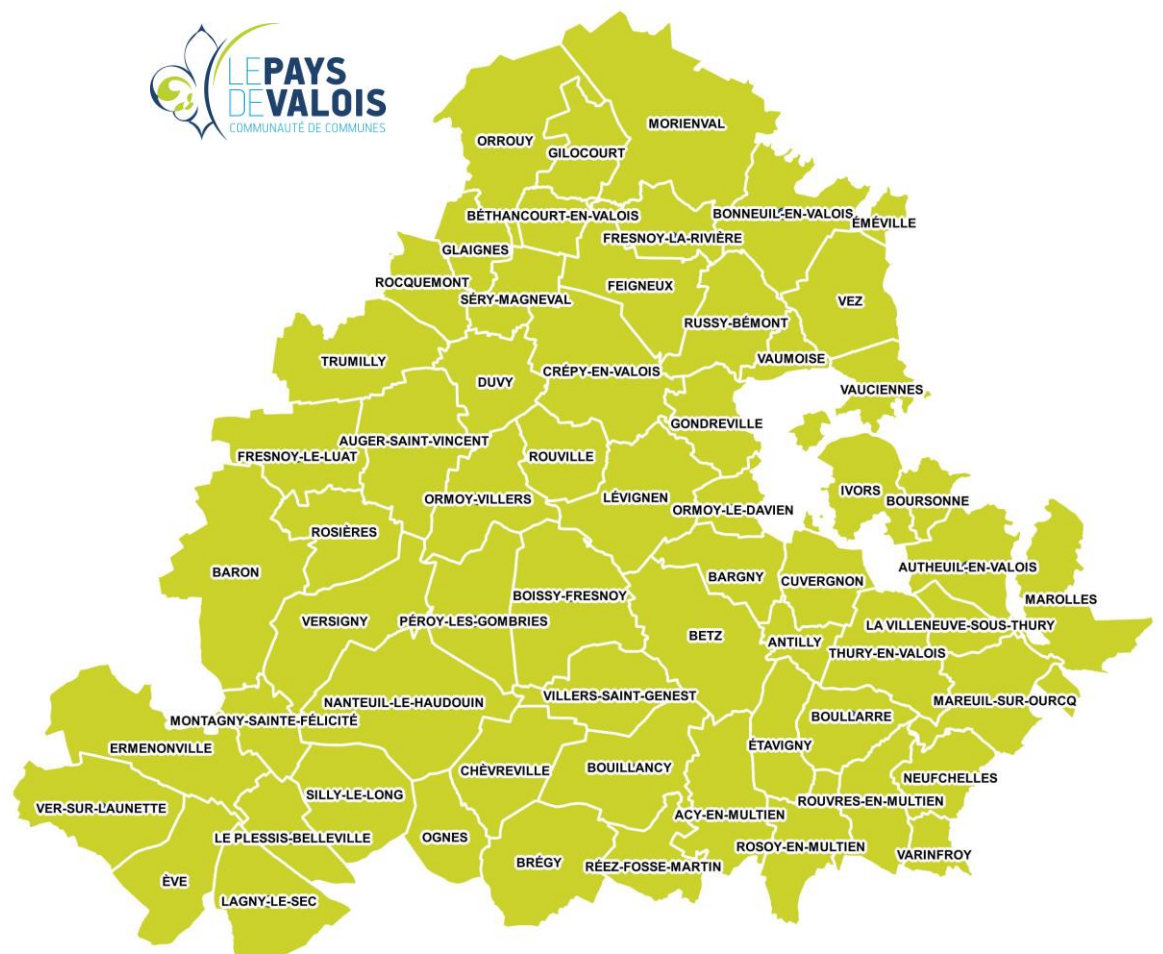 LE PAYS
DE VALOIS
COMMUNAUTÉ DE COMMUNES
MORIENVAL
ORROUY
GILOCOURT
BÉTHANCOURT-EN-VALOIS
BONNEUIL-EN-VALOIS
ÉMÉVILLE
FRESNOY-LA-RIVIÈRE
GLAIGNES
ROCQUEMONT
FEIGNEUX
SÉRY-MAGNEVAL
VEZ
RUSSY-BÉMONT
TRUMILLY
VAUMOISE
CRÉPY-EN-VALOIS
DUVY
VAUCIENNES
GONDREVILLE
AUGER-SAINT-VINCENT
FRESNOY-LE-LUAT
ROUVILLE
IVORS
ORMOY-VILLERS
LÉVIGNEN
BOURSONNE
ORMOY-LE-DAVIEN
ROSIÈRES
AUTHEUIL-EN-VALOIS
BARON
BARGNY
CUVERGNON
BOISSY-FRESNOY
MAROLLES
VERSIGNY
PÉROY-LES-GOMBRIES
LA VILLENEUVE-SOUS-THURY
BETZ
ANTILLY
THURY-EN-VALOIS
VILLERS-SAINT-GENEST
NANTEUIL-LE-HAUDOUIN
MAREUIL-SUR-OURCQ
MONTAGNY-SAINTE-FÉLICITÉ
BOULLARRE
ERMENONVILLE
ÉTAVIGNY
CHÈVREVILLE
BOUILLANCY
NEUFCHELLES
SILLY-LE-LONG
ROUVRES-EN-MULTIEN
VER-SUR-LAUNETTE
ACY-EN-MULTIEN
LE PLESSIS-BELLEVILLE
OGNES
ROSOY-EN-MULTIEN
VARINFROY
BRÉGY
RÉEZ-FOSSE-MARTIN
ÈVE
LAGNY-LE-SEC